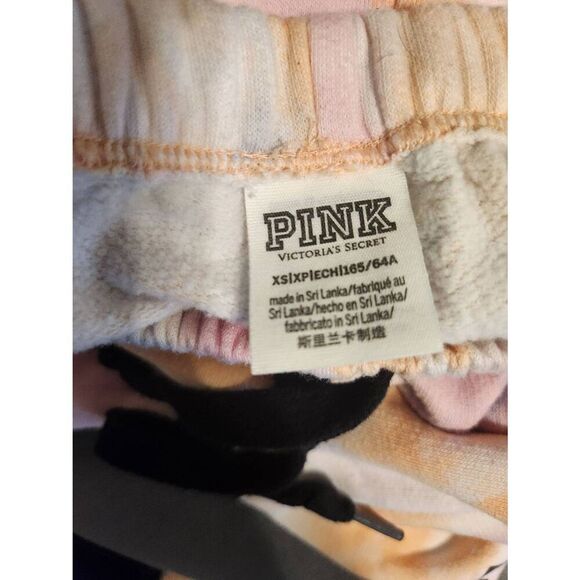 PINK
VICTORIA'S SECRET
XS|XP|ECH|165/64A
made in Sri Lanka/fabriqué au
Sri Lanka/hecho en Sri Lanka/
fabbricato in Sri Lanka/
斯里兰卡制造